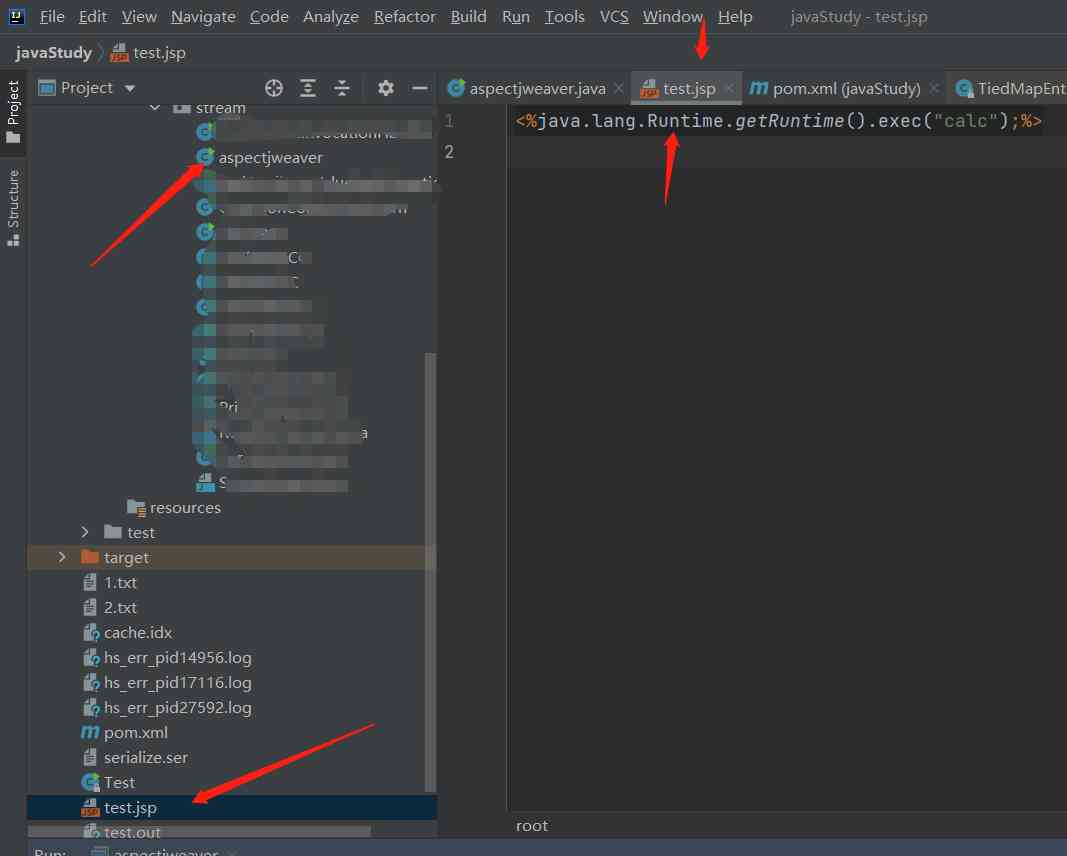 File Edit View Navigate Code Analyze Refactor Build Run Tools VCS Window Help javaStudy - test.jsp
javaStudy test.jsp
Project
aspectjweaver.java test.jsp pom.xml (javaStudy) TiedMapEnt
Project
Structure
stream
aspectjweaver
resources
test
target
1.txt
2.txt
cache.idx
hs_err_pid14956.log
hs_err_pid17116.log
hs_err_pid27592.log
pom.xml
serialize.ser
Test
test.jsp
test.out
1 <%java.lang.Runtime.getRuntime().exec("calc");%>
2
root
Run: aspectjweaver